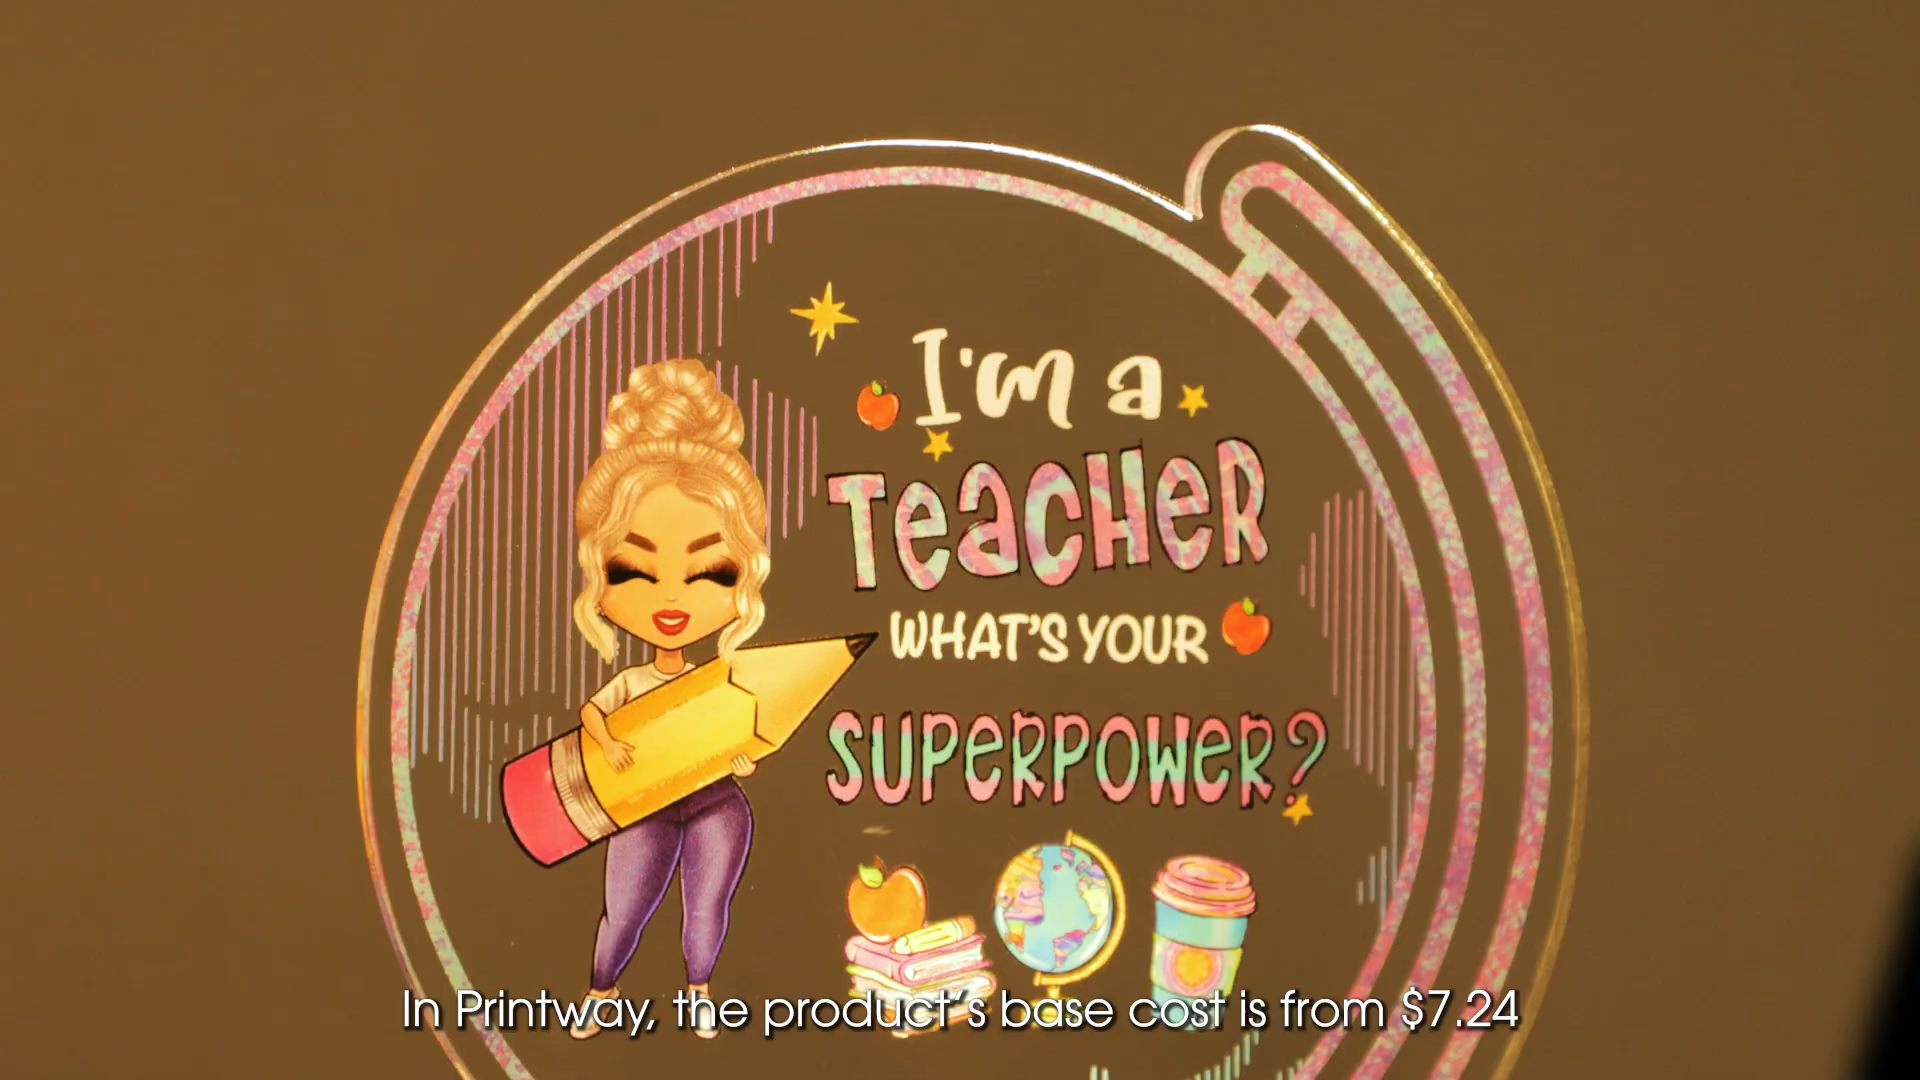 I'm a
TEACHER
WHAT'S YOUR
SUPERPOWER?
In Printway, the product's base cost is from $7.24